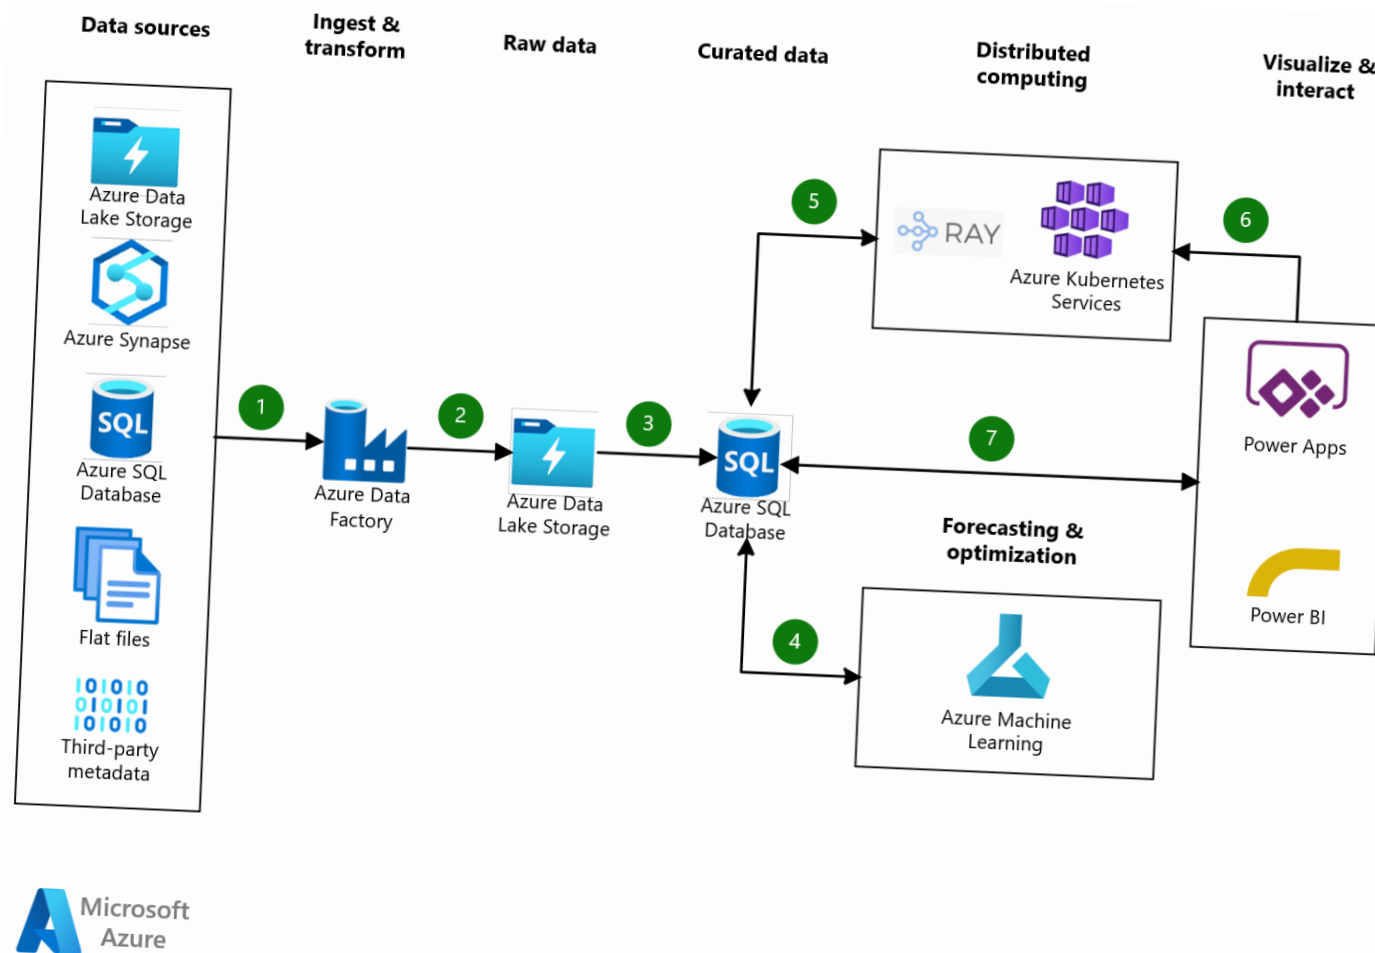 Data sources
Ingest &
transform
Raw data
Curated data
Distributed
computing
Visualize &
interact
Azure Data
Lake Storage
Azure Synapse
SQL
Azure SQL
Database
Flat files
Third-party
metadata
1
Azure Data
Factory
2
Azure Data
Lake Storage
3
SQL
Azure SQL
Database
5
RAY
Azure Kubernetes
Services
6
7
Power Apps
Power BI
Forecasting &
optimization
4
Azure Machine
Learning
Microsoft
Azure